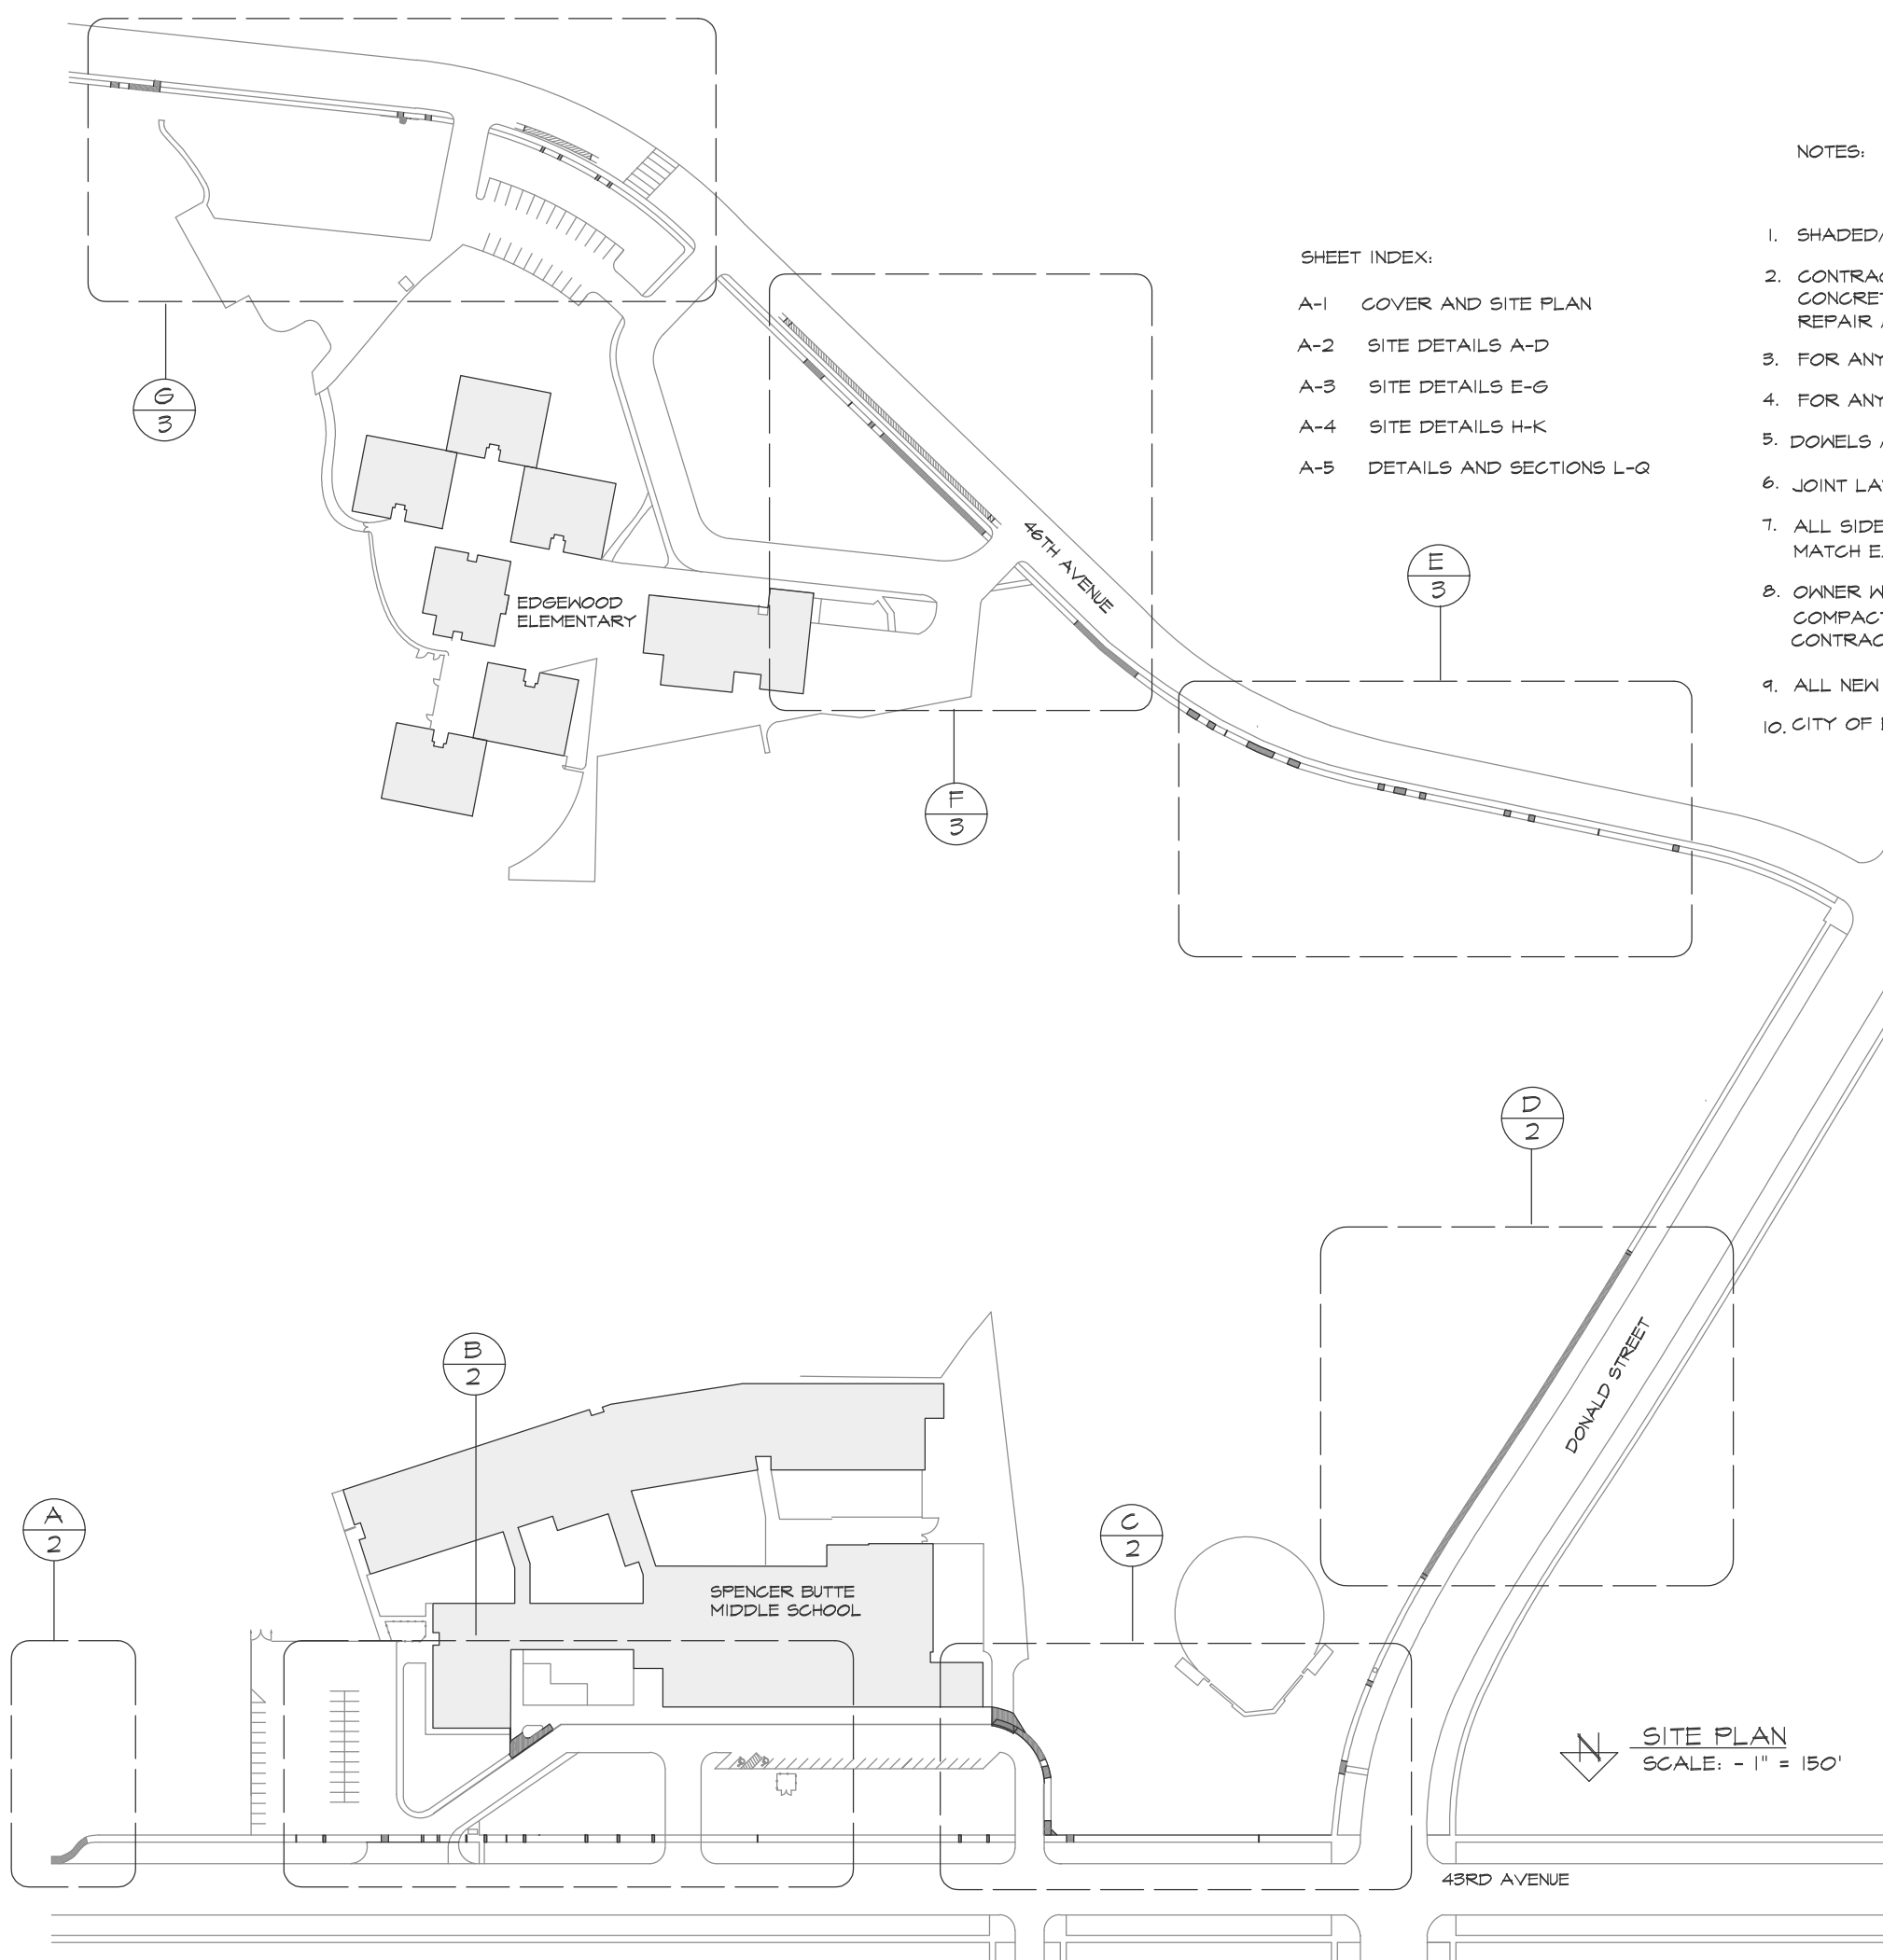 NOTES:
1. SHADED/
2. CONTRAC
CONCRET
REPAIR
3. FOR ANY
4. FOR ANY
5. DOWELS
6. JOINT LA
7. ALL SIDE
MATCH E
8. OWNER W
COMPACT
CONTRAC
9. ALL NEW
10. CITY OF
SHEET INDEX:
A-1 COVER AND SITE PLAN
A-2 SITE DETAILS A-D
A-3 SITE DETAILS E-G
A-4 SITE DETAILS H-K
A-5 DETAILS AND SECTIONS L-Q
G
3
46TH AVENUE
E
3
EDGEWOOD
ELEMENTARY
F
3
D
2
B
2
DONALD STREET
A
2
C
2
SPENCER BUTTE
MIDDLE SCHOOL
N
SITE PLAN
SCALE: - 1" = 150'
43RD AVENUE